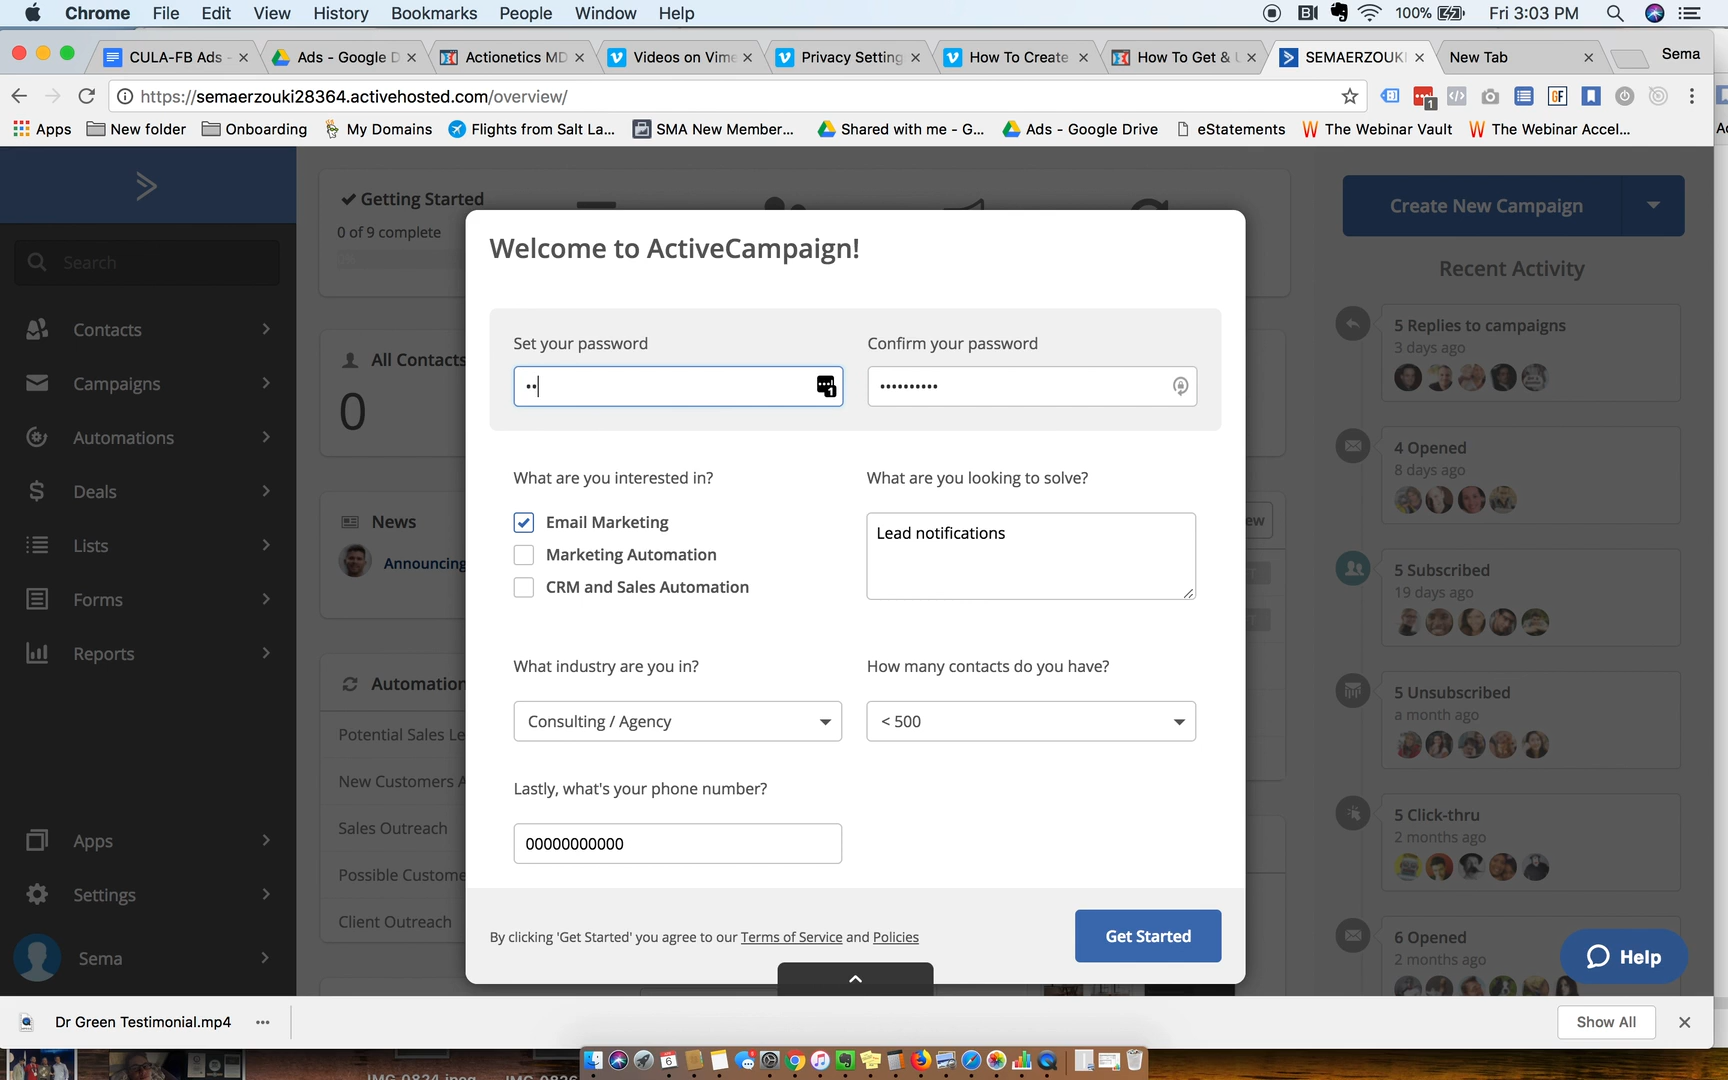 Chrome File Edit View History Bookmarks People Window Help 100% Fri 3:03 PM
CULA-FB Ads - Ads - Google D Actionetics MD Videos on Vime Privacy Setting How To Create How To Get & U SEMAERZOUKI New Tab Sema
https://semaerzouki28364.activehosted.com/overview/
Apps New folder Onboarding My Domains Flights from Salt La... SMA New Member... Shared with me - G... Ads - Google Drive eStatements The Webinar Vault The Webinar Accel...
Search
Contacts
Campaigns
Automations
Deals
Lists
Forms
Reports
Apps
Settings
Sema
Getting Started
0 of 9 complete
All Contacts
0
News
Announcing
Automation
Potential Sales Le
New Customers A
Sales Outreach
Possible Custome
Client Outreach
Welcome to ActiveCampaign!
Set your password Confirm your password
What are you interested in? What are you looking to solve?
Email Marketing
Marketing Automation
CRM and Sales Automation
Lead notifications
What industry are you in? How many contacts do you have?
Consulting / Agency < 500
Lastly, what's your phone number?
00000000000
By clicking 'Get Started' you agree to our Terms of Service and Policies
Get Started
Create New Campaign
Recent Activity
5 Replies to campaigns
3 days ago
4 Opened
8 days ago
5 Subscribed
19 days ago
5 Unsubscribed
a month ago
5 Click-thru
2 months ago
6 Opened
2 months ago
Help
Dr Green Testimonial.mp4
Show All